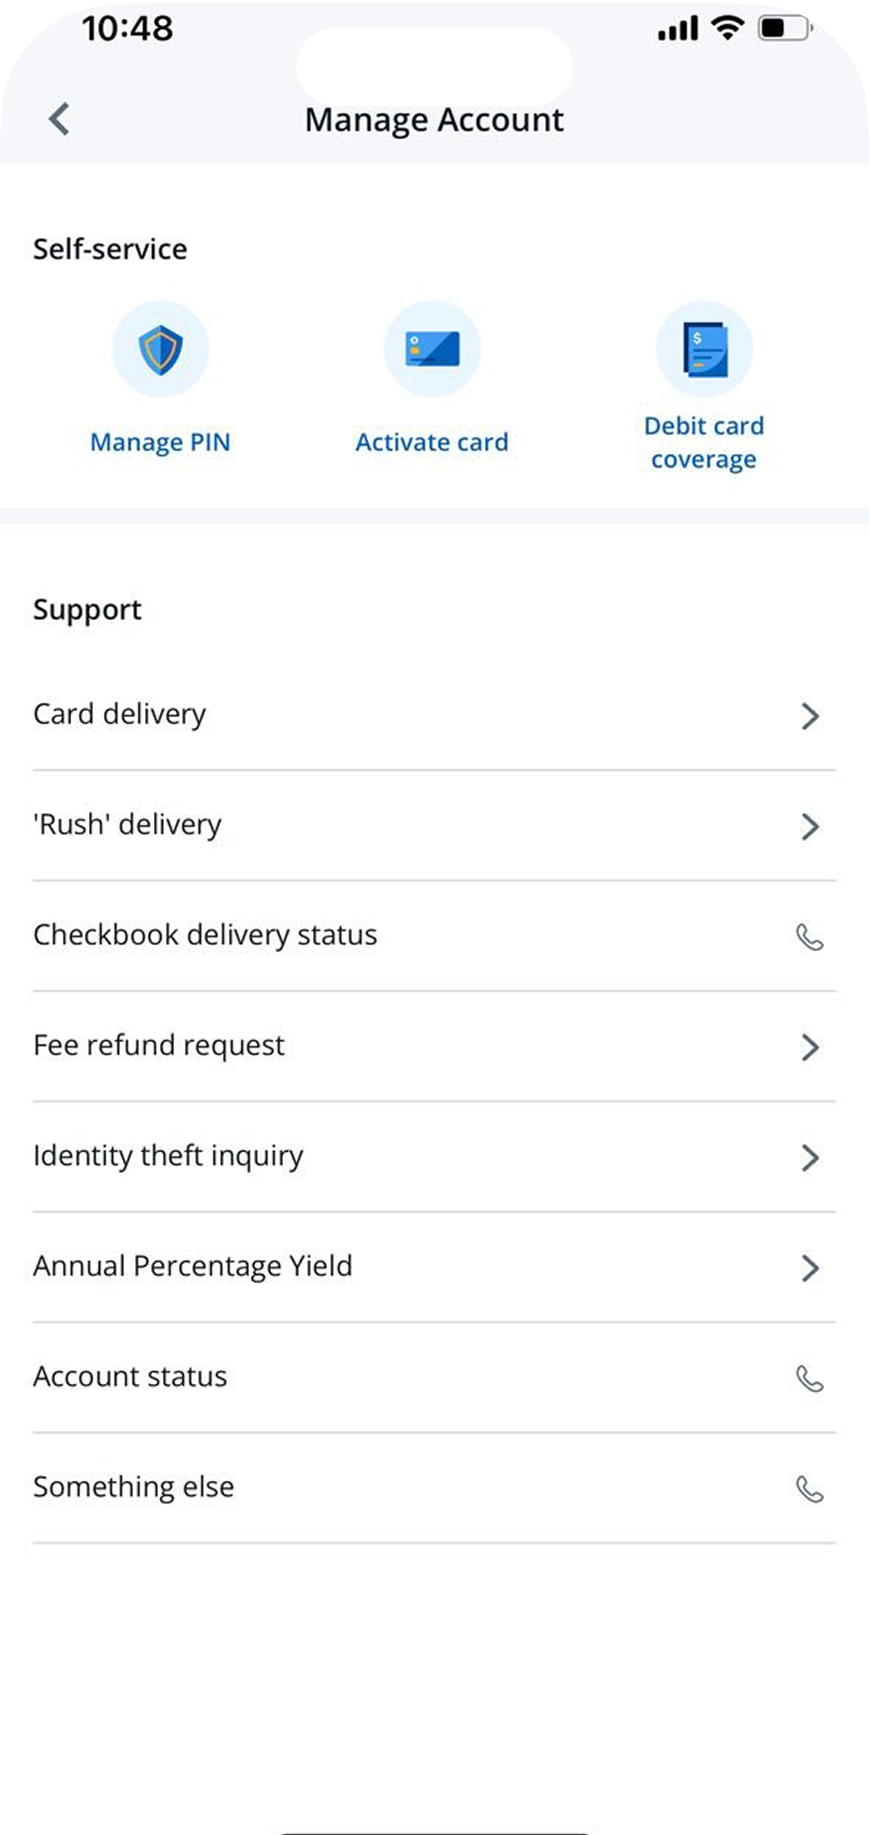 10:48
Manage Account
Self-service
Manage PIN
Activate card
Debit card
coverage
Support
Card delivery
'Rush' delivery
Checkbook delivery status
Fee refund request
Identity theft inquiry
Annual Percentage Yield
Account status
Something else